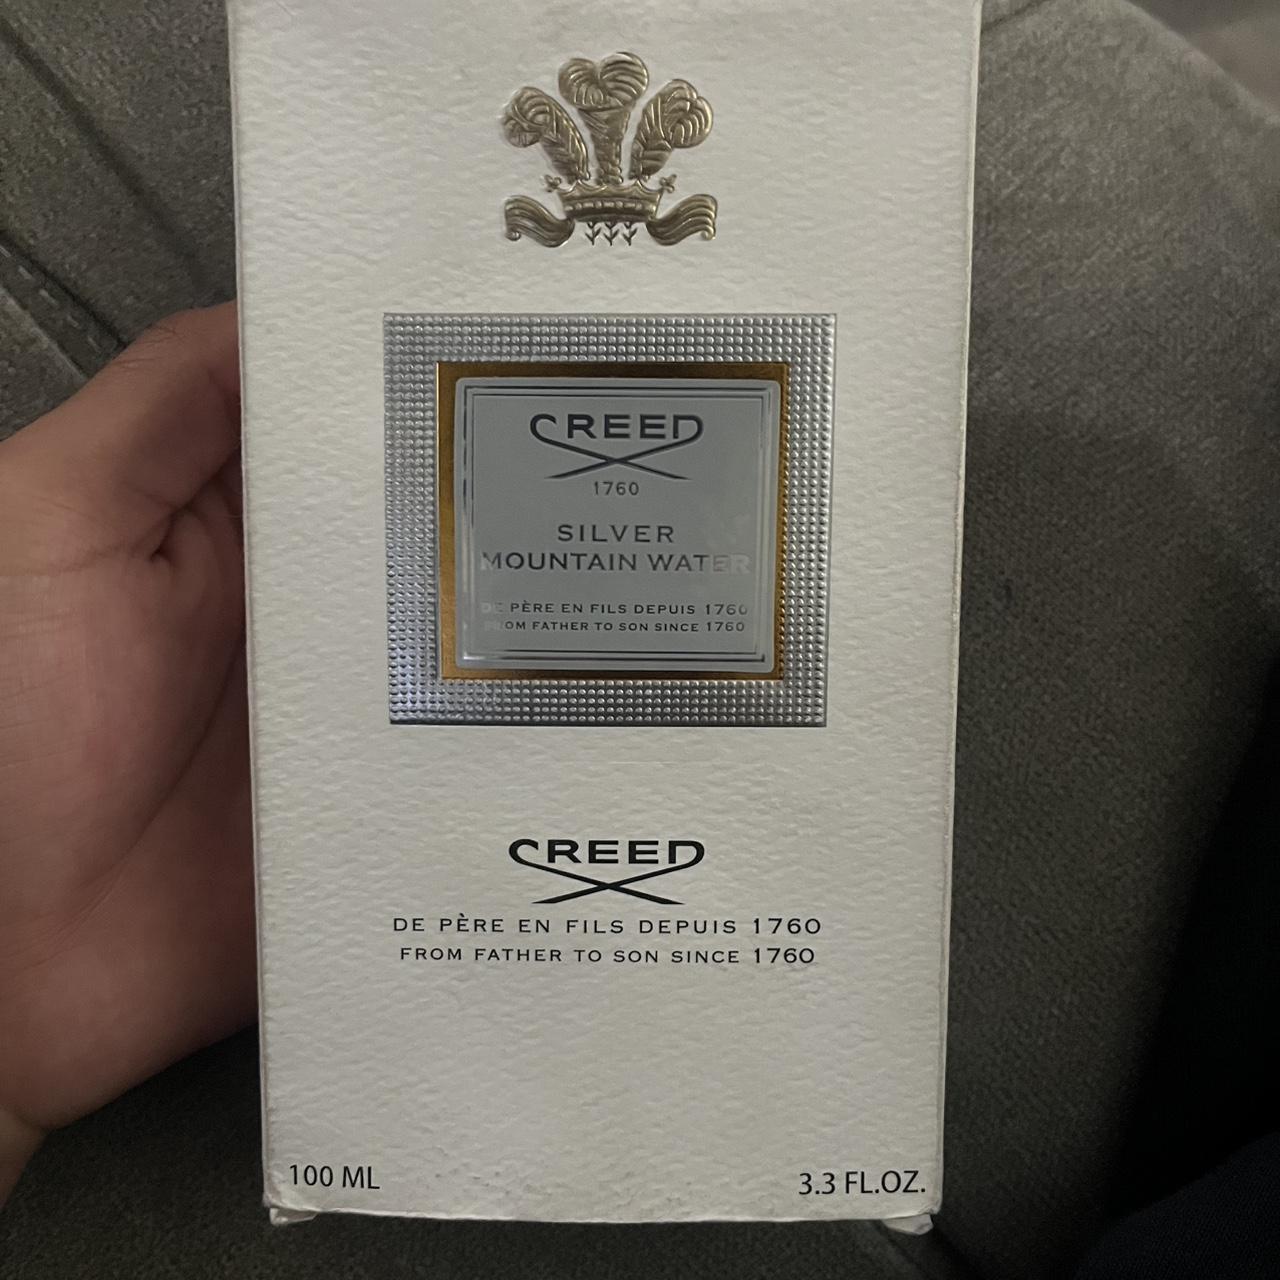 CREED
1760
SILVER
MOUNTAIN WATER
DE PÈRE EN FILS DEPUIS 1760
FROM FATHER TO SON SINCE 1760
CREED
DE PÈRE EN FILS DEPUIS 1760
FROM FATHER TO SON SINCE 1760
100 ML
3.3 FL.OZ.